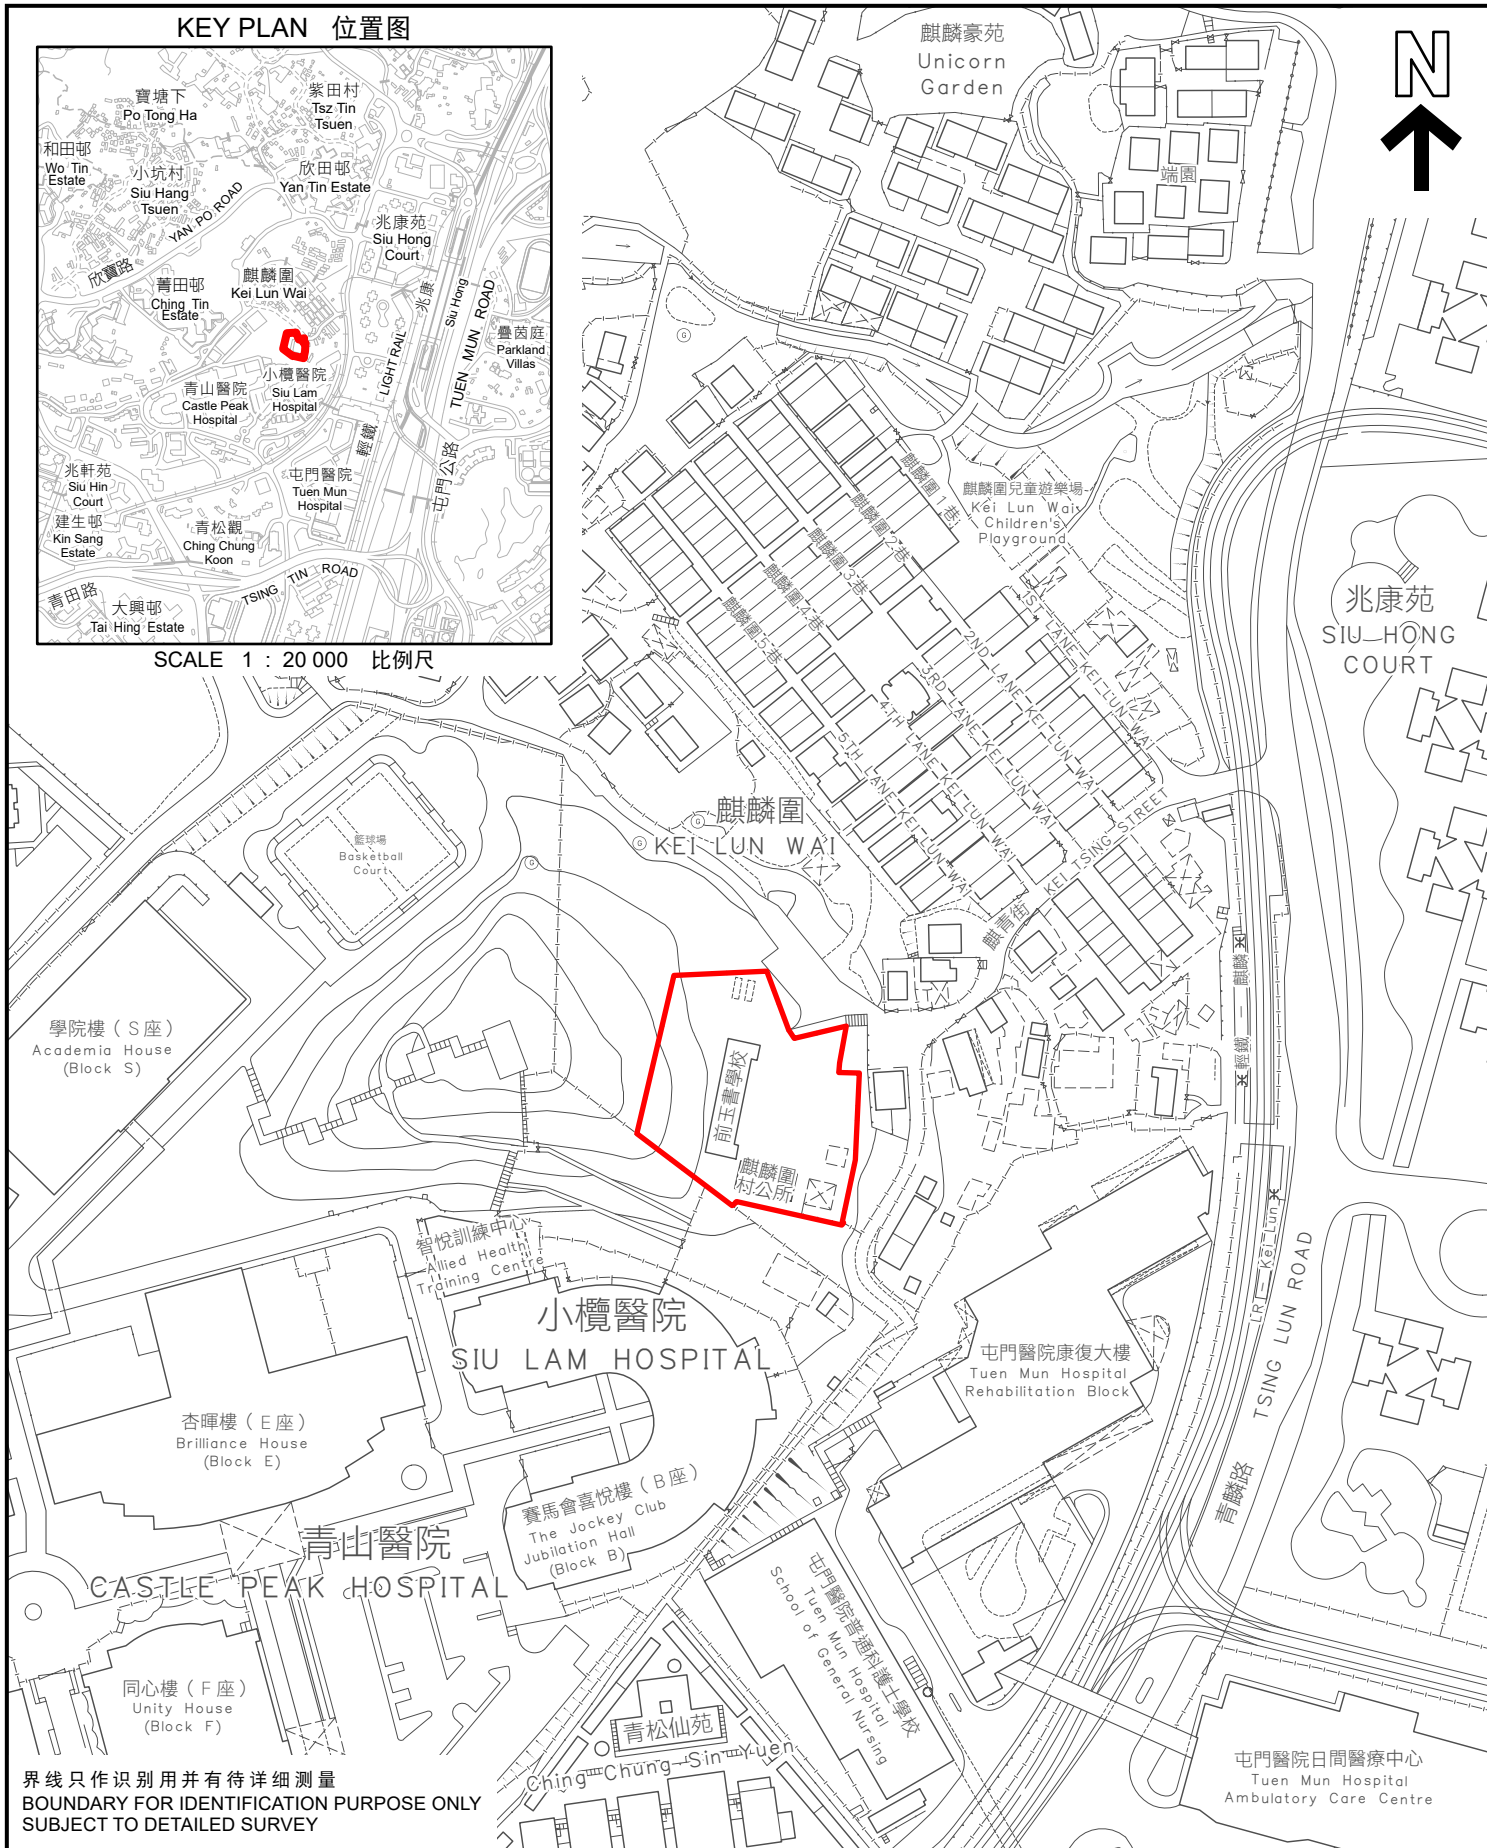 KEY PLAN 位置图
寶塘下
Po Tong Ha
紫田村
Tsz Tin
Tsuen
和田邨
Wo Tin
Estate
小坑村
Siu Hang
Tsuen
欣田邨
Yan Tin Estate
YAN PO ROAD
欣寶路
兆康苑
Siu Hong
Court
菁田邨
Ching Tin
Estate
麒麟圍
Kei Lun Wai
兆康
Siu Hong
TUEN MUN ROAD
LIGHT RAIL
疊茵庭
Parkland
Villas
青山醫院
Castle Peak
Hospital
小欖醫院
Siu Lam
Hospital
輕鐵
屯門公路
兆軒苑
Siu Hin
Court
屯門醫院
Tuen Mun
Hospital
建生邨
Kin Sang
Estate
青松觀
Ching Chung
Koon
TSING TIN ROAD
青田路
大興邨
Tai Hing Estate
SCALE 1 : 20 000 比例尺
N
麒麟豪苑
Unicorn
Garden
端園
G
麒麟圍1巷
麒麟圍2巷
麒麟圍3巷
麒麟圍4巷
麒麟圍5巷
麒麟圍兒童遊樂場
Kei Lun Wai
Children's
Playground
1ST LANE KEI LUN WAI
2ND LANE KEI LUN WAI
3RD LANE KEI LUN WAI
4TH LANE KEI LUN WAI
5TH LANE KEI LUN WAI
兆康苑
SIU HONG
COURT
麒麟圍
G KEI LUN WAI
G
G
KEI TSING STREET
麒青街
籃球場
Basketball
Court
學院樓（S座）
Academia House
(Block S)
前玉書學校
麒麟圍
村公所
輕鐵 — 麒麟
LR - Kei Lun
TSING LUN ROAD
青麟路
智悅訓練中心
Allied Health
Training Centre
小欖醫院
SIU LAM HOSPITAL
屯門醫院康復大樓
Tuen Mun Hospital
Rehabilitation Block
杏暉樓（E座）
Brilliance House
(Block E)
賽馬會喜悅樓（B座）
The Jockey Club
Jubilation Hall
(Block B)
青山醫院
CASTLE PEAK HOSPITAL
屯門醫院普通科護士學校
Tuen Mun Hospital
School of General Nursing
同心樓（F座）
Unity House
(Block F)
青松仙苑
Ching Chung Sin Yuen
屯門醫院日間醫療中心
Tuen Mun Hospital
Ambulatory Care Centre
界线只作识别用并有待详细测量
BOUNDARY FOR IDENTIFICATION PURPOSE ONLY
SUBJECT TO DETAILED SURVEY